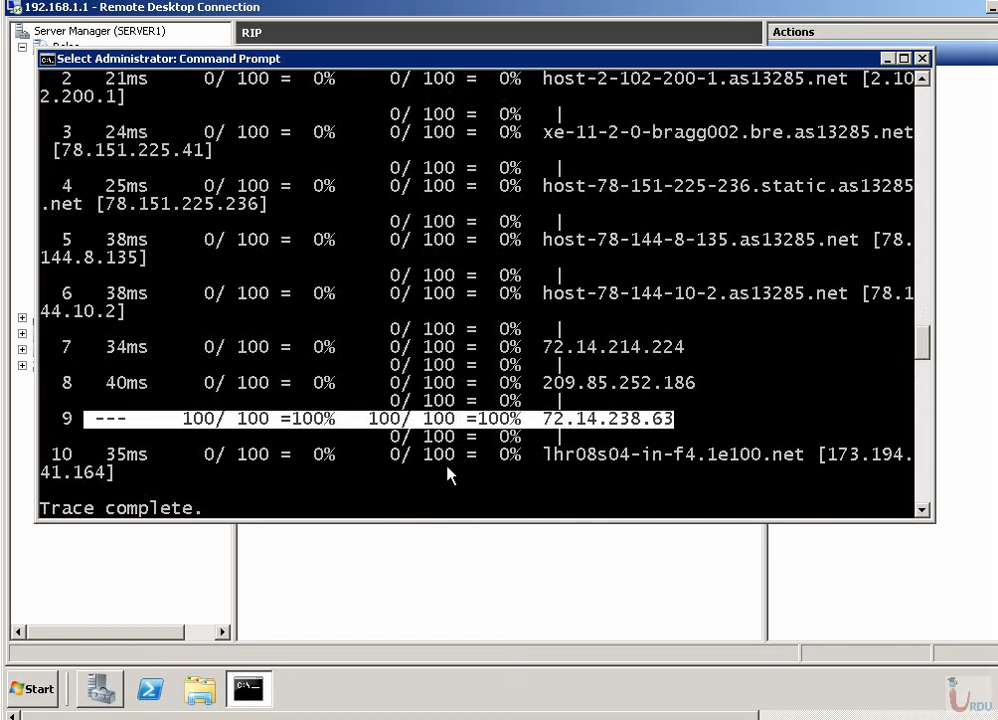 192.168.1.1 - Remote Desktop Connection
Server Manager (SERVER1)
RIP
Actions
Select Administrator: Command Prompt
2 21ms 0/ 100 = 0% 0/ 100 = 0% host-2-102-200-1.as13285.net [2.10
2.200.1]
0/ 100 = 0% |
3 24ms 0/ 100 = 0% 0/ 100 = 0% xe-11-2-0-bragg002.bre.as13285.net
[78.151.225.41]
0/ 100 = 0% |
4 25ms 0/ 100 = 0% 0/ 100 = 0% host-78-151-225-236.static.as13285
.net [78.151.225.236]
0/ 100 = 0% |
5 38ms 0/ 100 = 0% 0/ 100 = 0% host-78-144-8-135.as13285.net [78.
144.8.135]
0/ 100 = 0% |
6 38ms 0/ 100 = 0% 0/ 100 = 0% host-78-144-10-2.as13285.net [78.1
44.10.2]
0/ 100 = 0% |
7 34ms 0/ 100 = 0% 0/ 100 = 0% 72.14.214.224
0/ 100 = 0% |
8 40ms 0/ 100 = 0% 0/ 100 = 0% 209.85.252.186
0/ 100 = 0% |
9 --- 100/ 100 =100% 100/ 100 =100% 72.14.238.63
0/ 100 = 0% |
10 35ms 0/ 100 = 0% 0/ 100 = 0% lhr08s04-in-f4.1e100.net [173.194.
41.164]
Trace complete.
Start
URDU